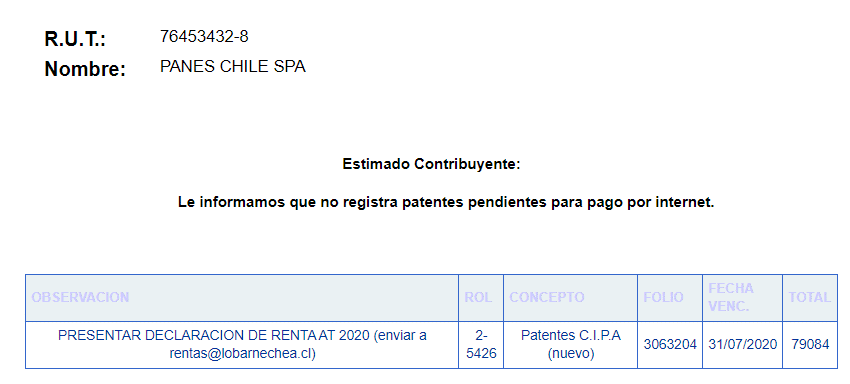 R.U.T.: 76453432-8
Nombre: PANES CHILE SPA
Estimado Contribuyente:
Le informamos que no registra patentes pendientes para pago por internet.
OBSERVACION ROL CONCEPTO FOLIO FECHA VENC. TOTAL
PRESENTAR DECLARACION DE RENTA AT 2020 (enviar a rentas@lobarnechea.cl) 2-5426 Patentes C.I.P.A (nuevo) 3063204 31/07/2020 79084